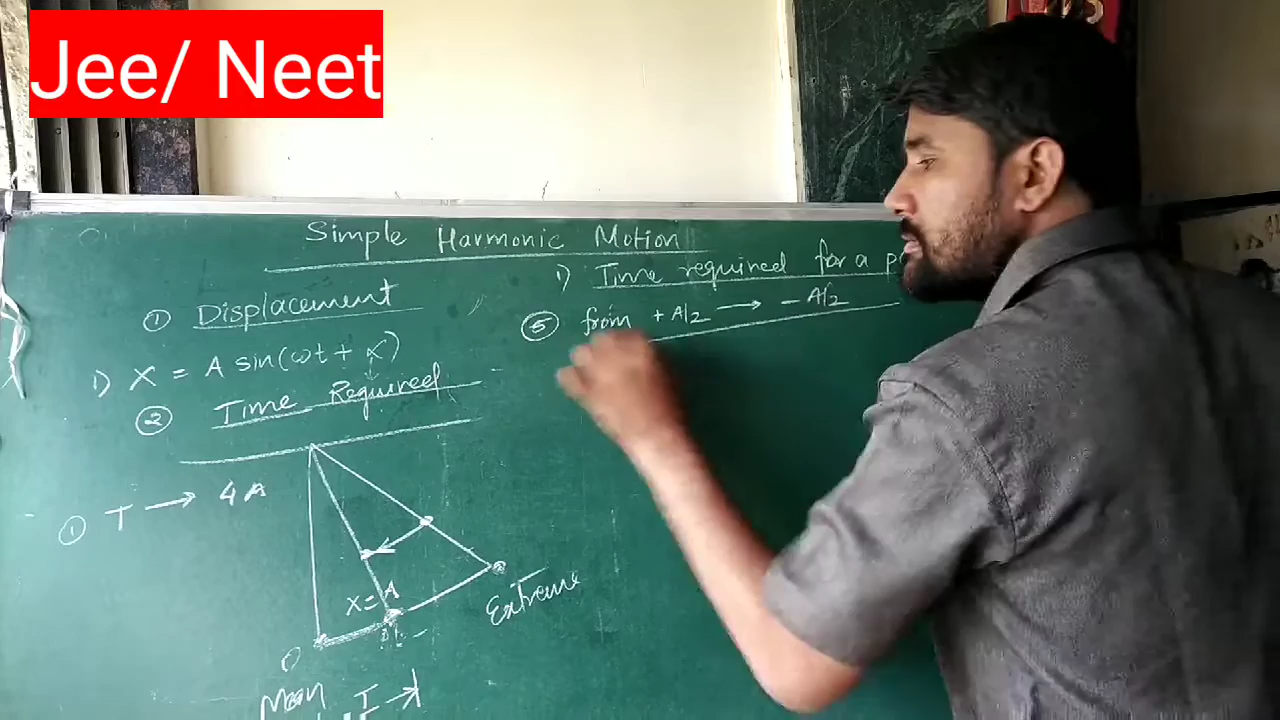 Jee/ Neet
Simple Harmonic Motion
① Displacement
1) X = A sin(ωt + α)
② Time Required
① T → 4A
X = A
Extreme
O
Mean
1) Time required for a p
⑤ from + A/2 → - A/2